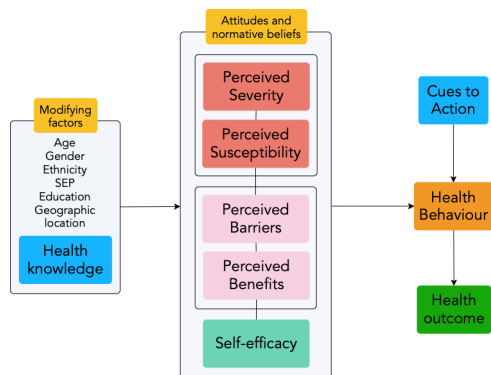 Attitudes and
normative beliefs
Perceived
Severity
Perceived
Susceptibility
Perceived
Barriers
Perceived
Benefits
Self-efficacy
Modifying
factors
Age
Gender
Ethnicity
SEP
Education
Geographic
location
Health
knowledge
Cues to
Action
Health
Behaviour
Health
outcome